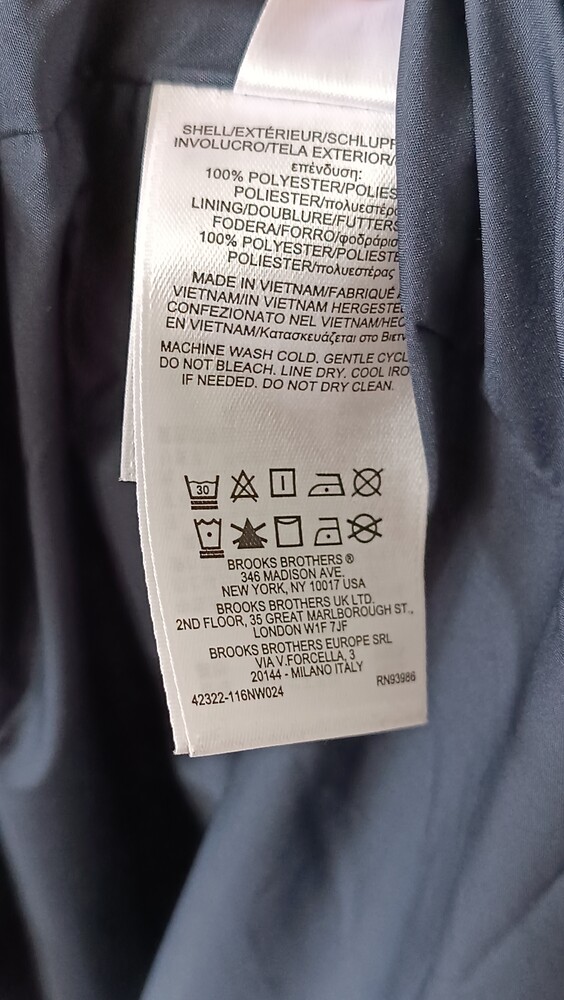 SHELL/EXTÉRIEUR/SCHLUPF
INVOLUCRO/TELA EXTERIOR/
επένδυση:
100% POLYESTER/POLIES
POLIESTER/πολυεστέρ
LINING/DOUBLURE/FUTTERS
FODERA/FORRO/φοδράρισ
100% POLYESTER/POLIESTE
POLIESTER/πολυεστέρας
MADE IN VIETNAM/FABRIQUÉ
VIETNAM/IN VIETNAM HERGESTEL
CONFEZIONATO NEL VIETNAM/HEC
EN VIETNAM/Κατασκευάζεται στο Βιετν
MACHINE WASH COLD. GENTLE CYCL
DO NOT BLEACH. LINE DRY. COOL IRO
IF NEEDED. DO NOT DRY CLEAN.
30
BROOKS BROTHERS ®
346 MADISON AVE.
NEW YORK, NY 10017 USA
BROOKS BROTHERS UK LTD.
2ND FLOOR, 35 GREAT MARLBOROUGH ST.,
LONDON W1F 7JF
BROOKS BROTHERS EUROPE SRL
VIA V.FORCELLA, 3
20144 - MILANO ITALY
42322-116NW024 RN93986